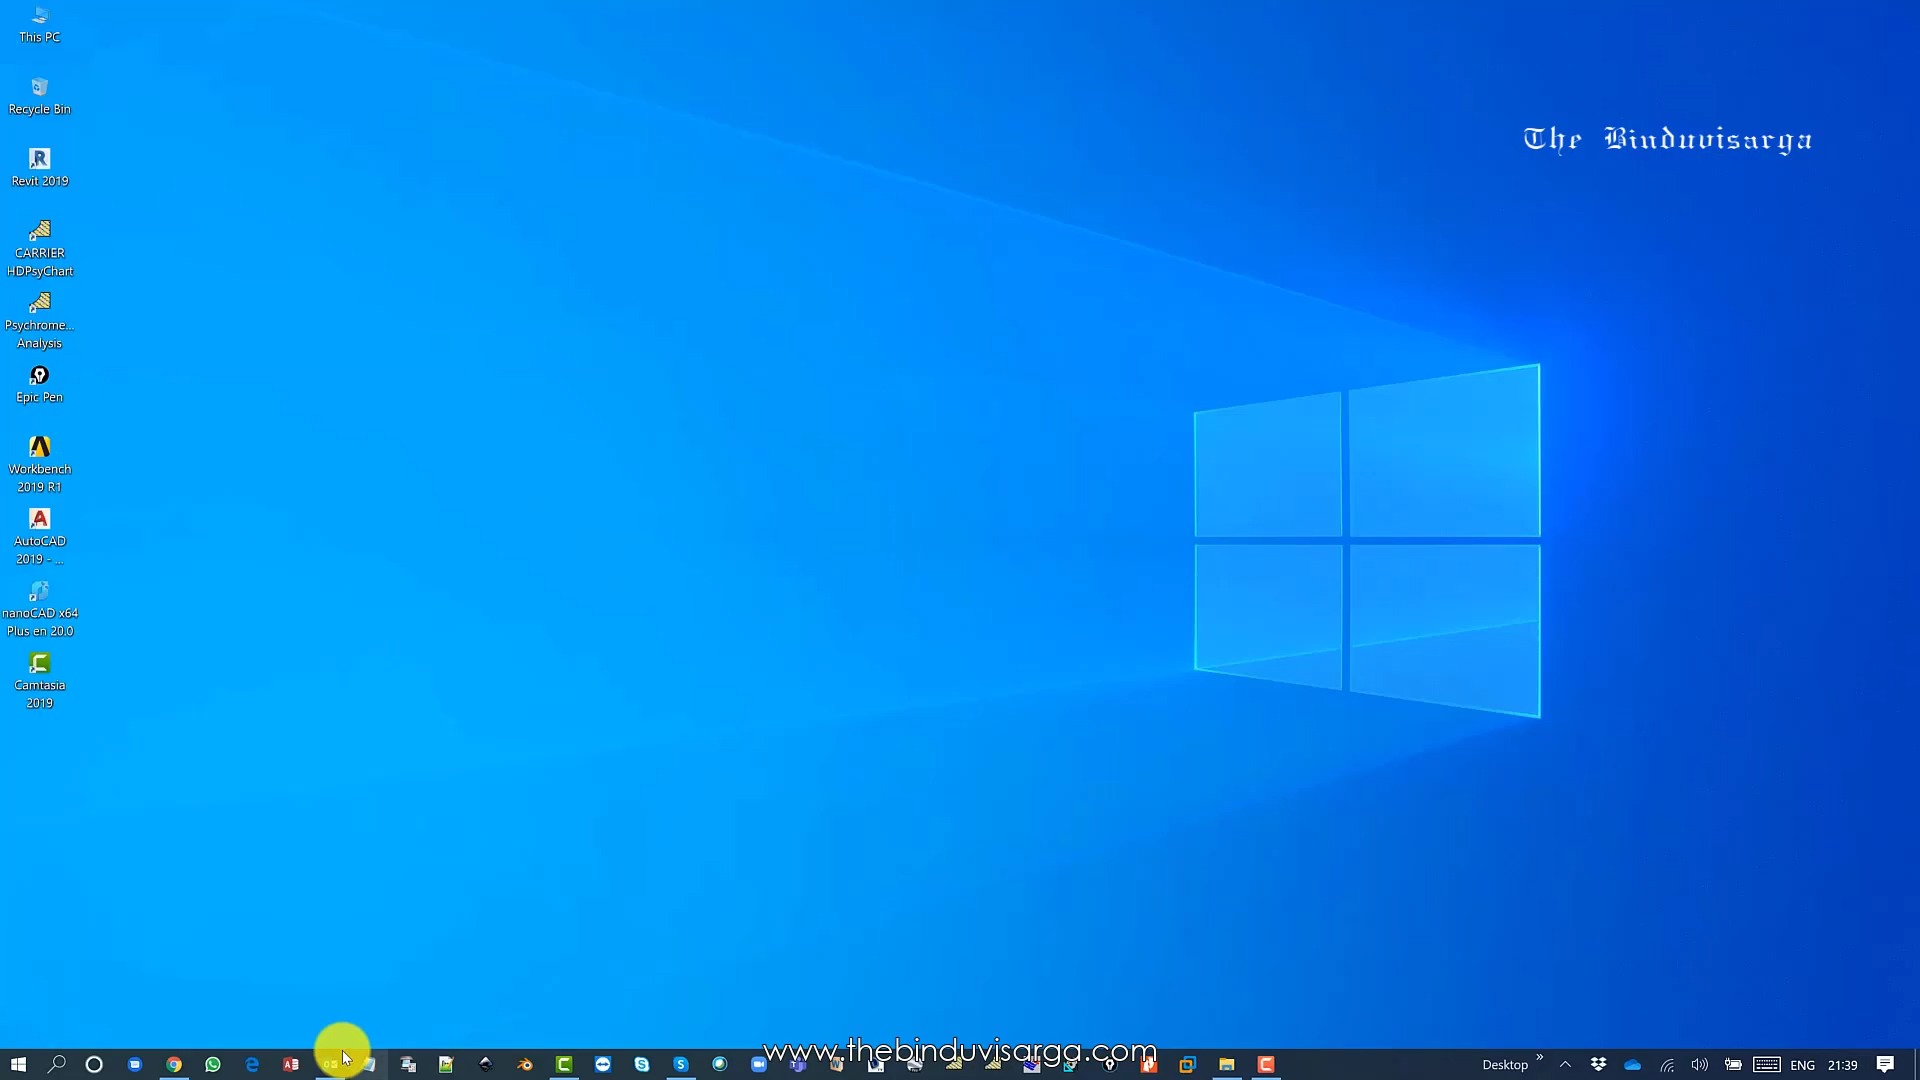 This PC
Recycle Bin
Revit 2019
CARRIER
HDPsyChart
Psychrome...
Analysis
Epic Pen
Workbench
2019 R1
AutoCAD
2019 - ...
nanoCAD x64
Plus en 20.0
Camtasia
2019
The Binduvisarga
www.thebinduvisarga.com
Desktop
ENG
21:39